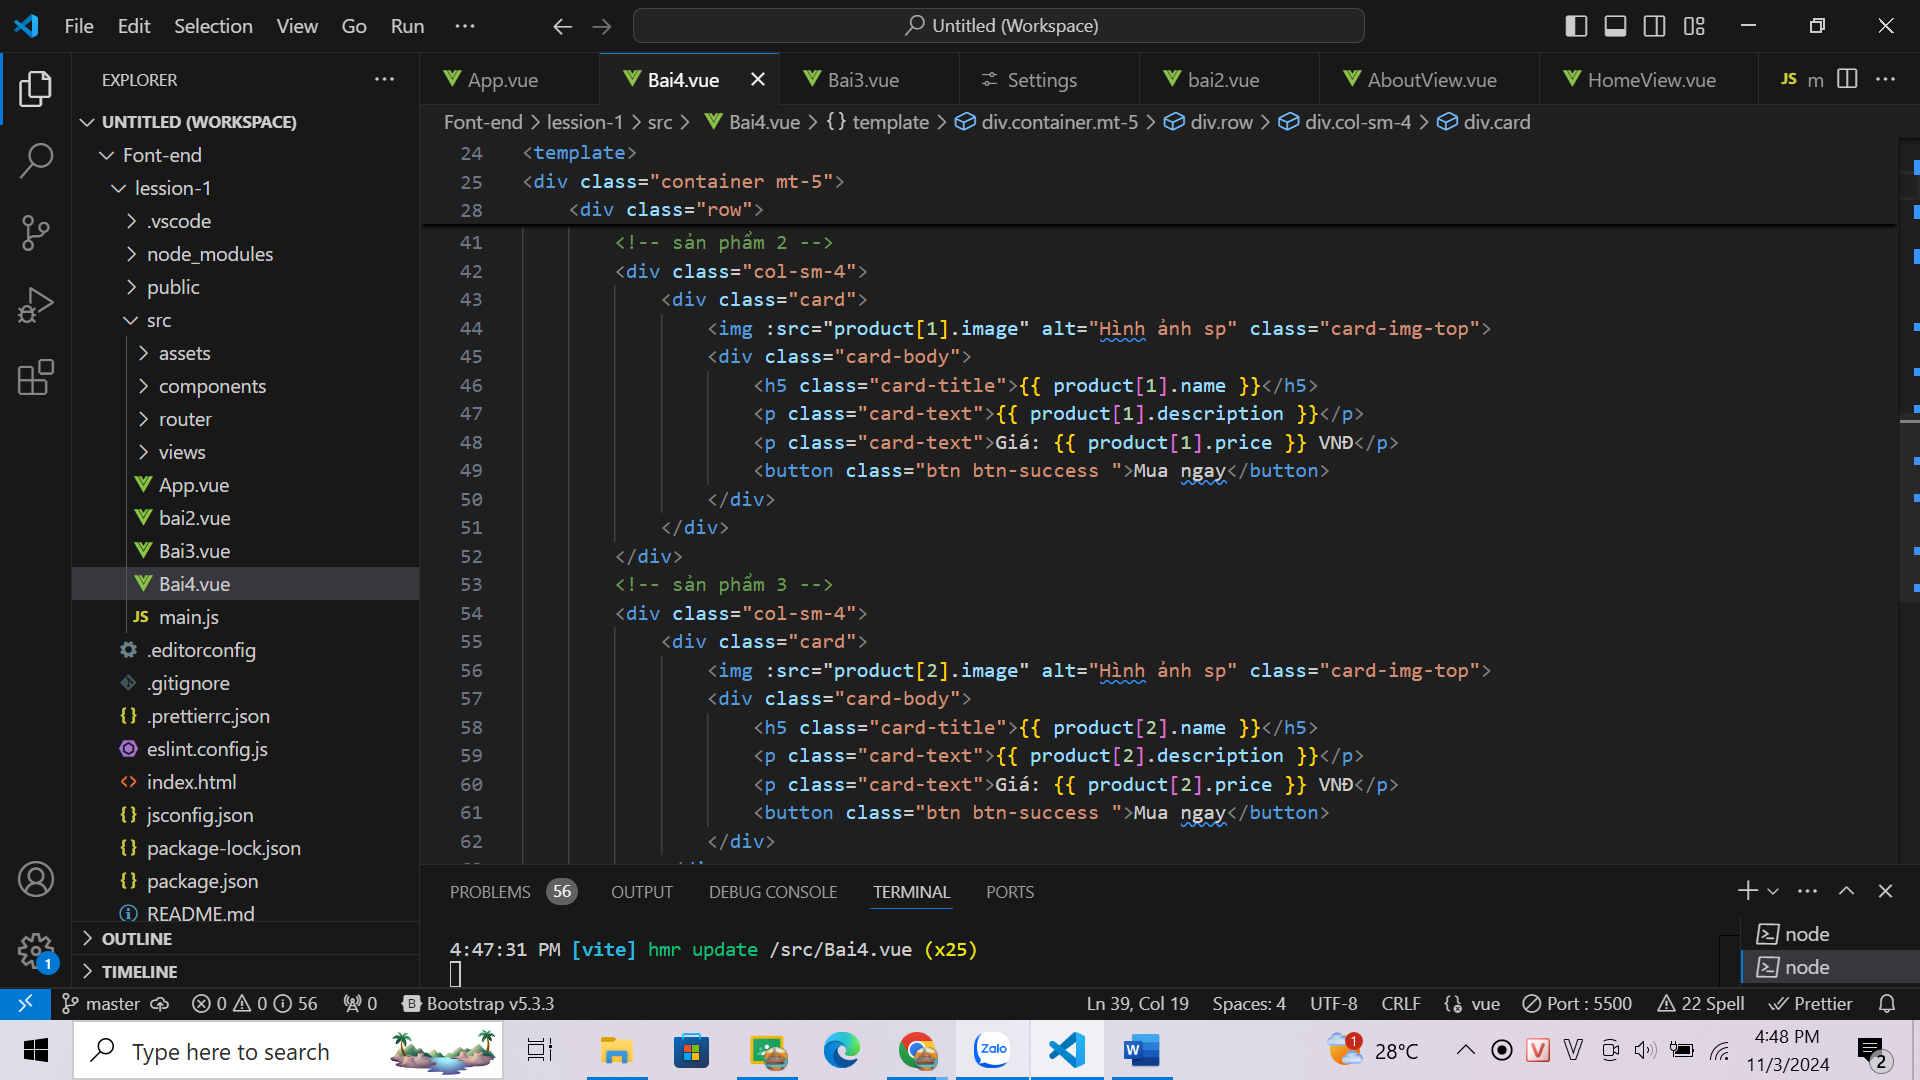 File Edit Selection View Go Run ··· Untitled (Workspace)
EXPLORER
UNTITLED (WORKSPACE)
Font-end
lession-1
.vscode
node_modules
public
src
assets
components
router
views
App.vue
bai2.vue
Bai3.vue
Bai4.vue
JS main.js
.editorconfig
.gitignore
{} .prettierrc.json
eslint.config.js
<> index.html
{} jsconfig.json
{} package-lock.json
{} package.json
README.md
OUTLINE
TIMELINE
1
App.vue Bai4.vue Bai3.vue Settings bai2.vue AboutView.vue HomeView.vue JS m
Font-end > lession-1 > src > Bai4.vue > {} template > div.container.mt-5 > div.row > div.col-sm-4 > div.card
24 <template>
25 <div class="container mt-5">
28 <div class="row">
41 <!-- sản phẩm 2 -->
42 <div class="col-sm-4">
43 <div class="card">
44 <img :src="product[1].image" alt="Hình ảnh sp" class="card-img-top">
45 <div class="card-body">
46 <h5 class="card-title">{{ product[1].name }}</h5>
47 <p class="card-text">{{ product[1].description }}</p>
48 <p class="card-text">Giá: {{ product[1].price }} VNĐ</p>
49 <button class="btn btn-success ">Mua ngay</button>
50 </div>
51 </div>
52 </div>
53 <!-- sản phẩm 3 -->
54 <div class="col-sm-4">
55 <div class="card">
56 <img :src="product[2].image" alt="Hình ảnh sp" class="card-img-top">
57 <div class="card-body">
58 <h5 class="card-title">{{ product[2].name }}</h5>
59 <p class="card-text">{{ product[2].description }}</p>
60 <p class="card-text">Giá: {{ product[2].price }} VNĐ</p>
61 <button class="btn btn-success ">Mua ngay</button>
62 </div>
PROBLEMS 56 OUTPUT DEBUG CONSOLE TERMINAL PORTS
4:47:31 PM [vite] hmr update /src/Bai4.vue (x25)
node
node
master 0 0 56 0 B Bootstrap v5.3.3 Ln 39, Col 19 Spaces: 4 UTF-8 CRLF vue Port : 5500 22 Spell Prettier
Type here to search
Zalo
W
1
28°C
V
V
4:48 PM
11/3/2024
2